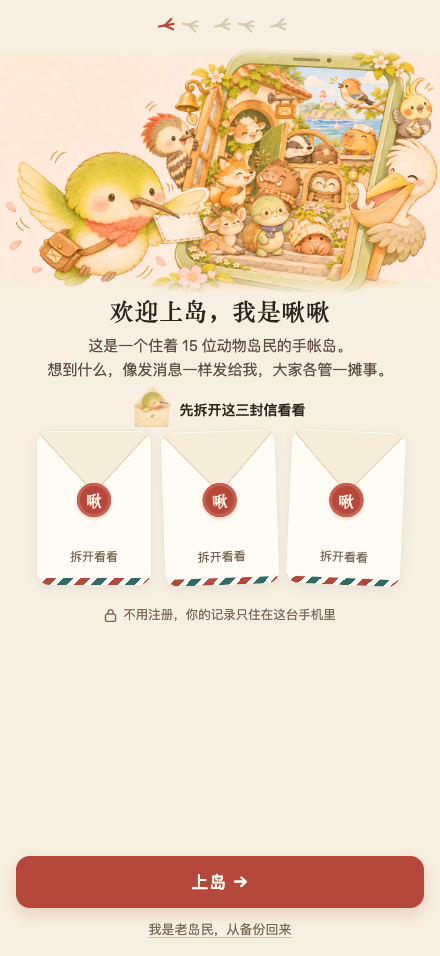 欢迎上岛，我是啾啾
这是一个住着 15 位动物岛民的手帐岛。
想到什么，像发消息一样发给我，大家各管一摊事。
先拆开这三封信看看
啾
拆开看看
啾
拆开看看
啾
拆开看看
不用注册，你的记录只住在这台手机里
上岛 →
我是老岛民，从备份回来